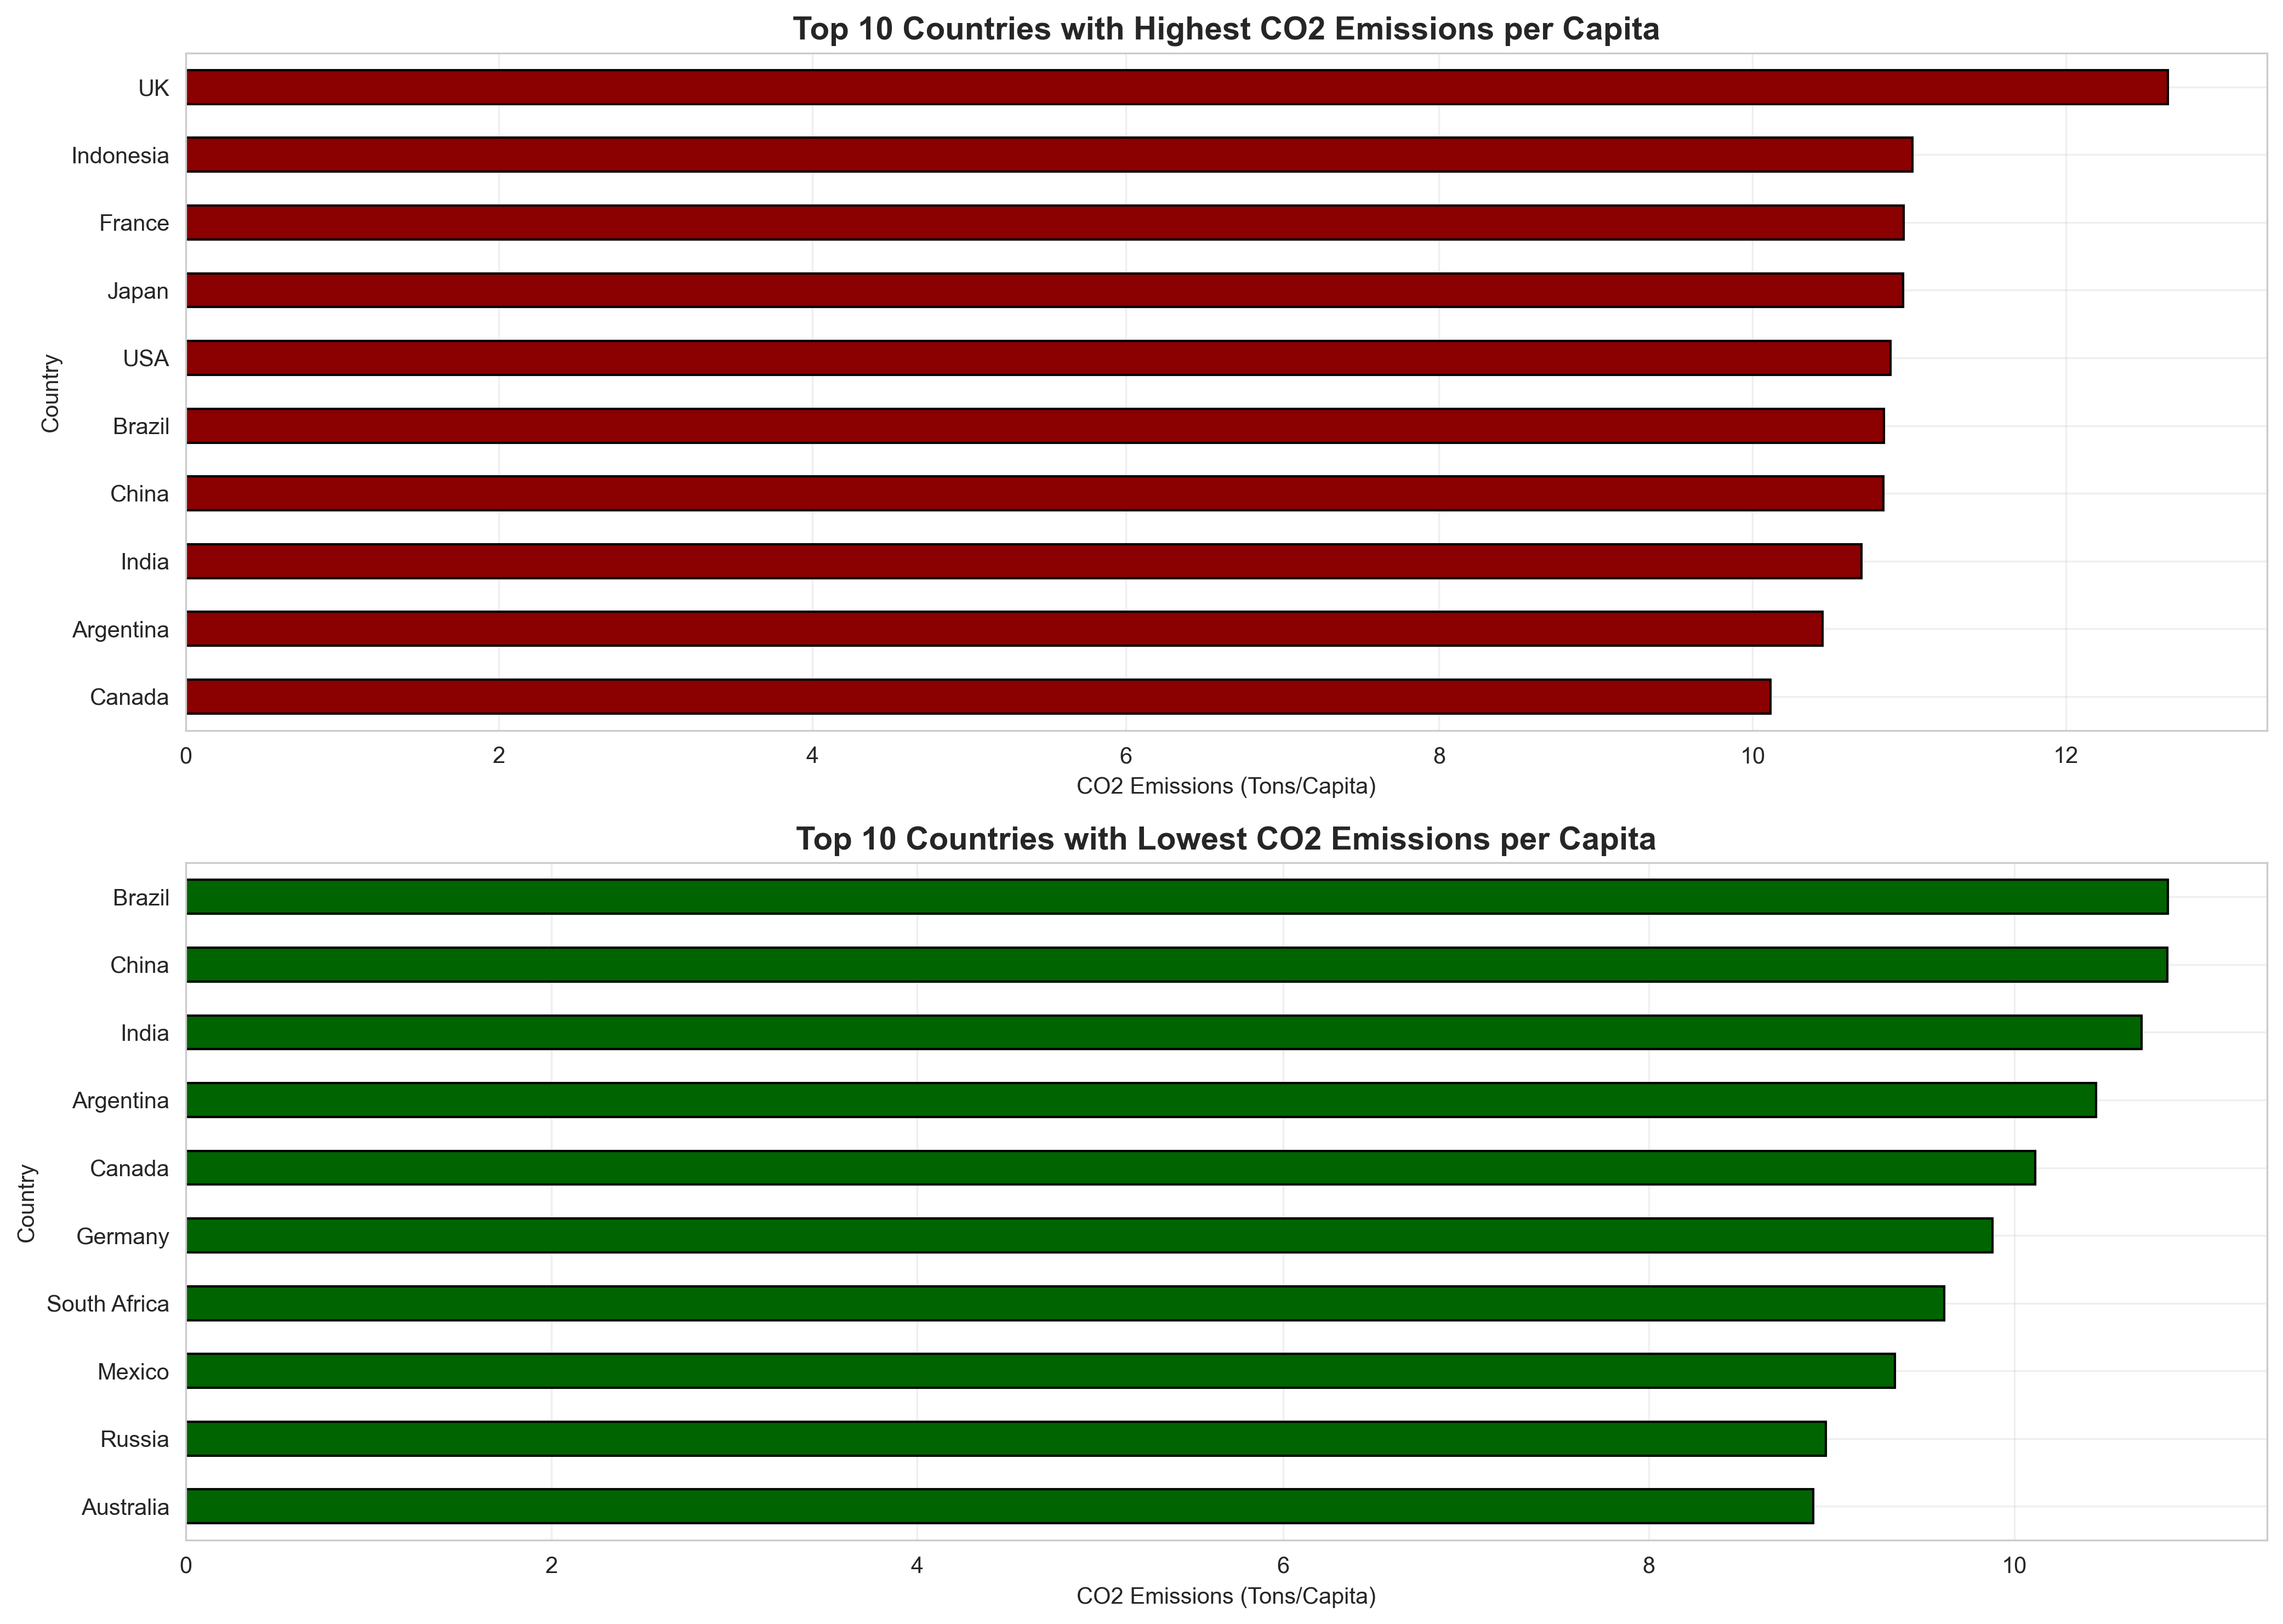 Top 10 Countries with Highest CO2 Emissions per Capita
Country
UK
Indonesia
France
Japan
USA
Brazil
China
India
Argentina
Canada
0 2 4 6 8 10 12
CO2 Emissions (Tons/Capita)
Top 10 Countries with Lowest CO2 Emissions per Capita
Country
Brazil
China
India
Argentina
Canada
Germany
South Africa
Mexico
Russia
Australia
0 2 4 6 8 10
CO2 Emissions (Tons/Capita)